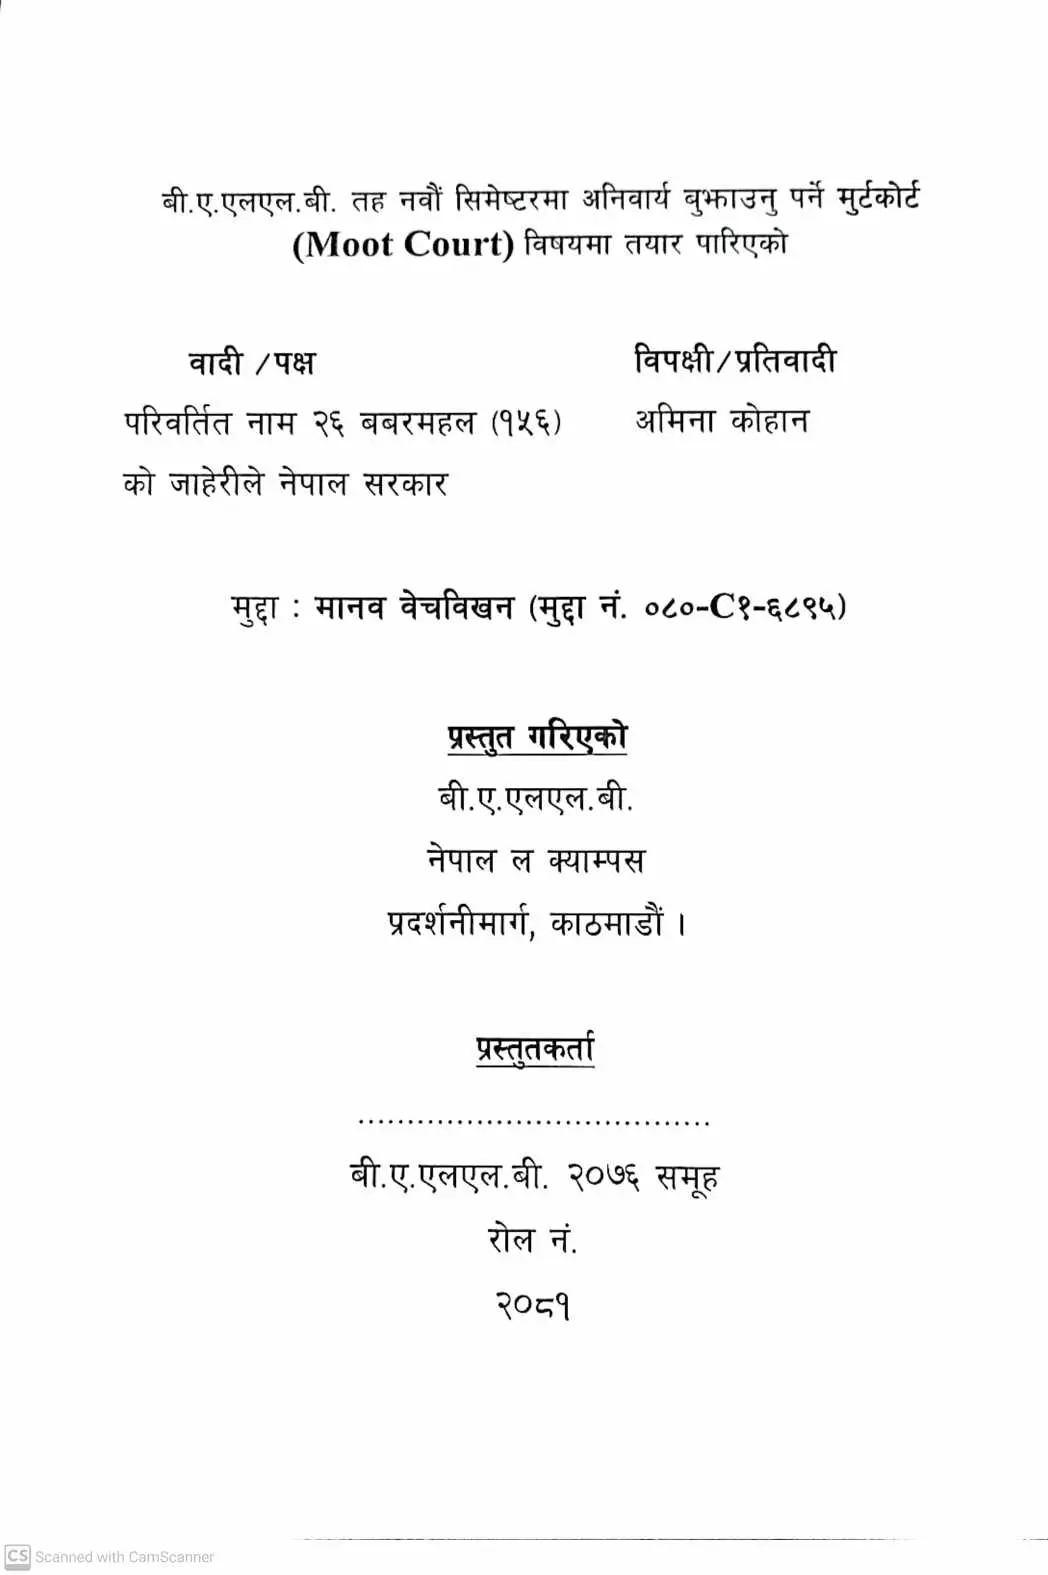 बी.ए.एलएल.बी. तह नवौं सिमेष्टरमा अनिवार्य बुझाउनु पर्ने मुर्टकोर्ट
(Moot Court) विषयमा तयार पारिएको
वादी /पक्ष विपक्षी/प्रतिवादी
परिवर्तित नाम २६ बबरमहल (१५६) अमिना कोहान
को जाहेरीले नेपाल सरकार
मुद्दा : मानव वेचविखन (मुद्दा नं. ०८०-C१-६८९५)
प्रस्तुत गरिएको
बी.ए.एलएल.बी.
नेपाल ल क्याम्पस
प्रदर्शनीमार्ग, काठमाडौं ।
प्रस्तुतकर्ता
....................................
बी.ए.एलएल.बी. २०७६ समूह
रोल नं.
२०८१
CS Scanned with CamScanner